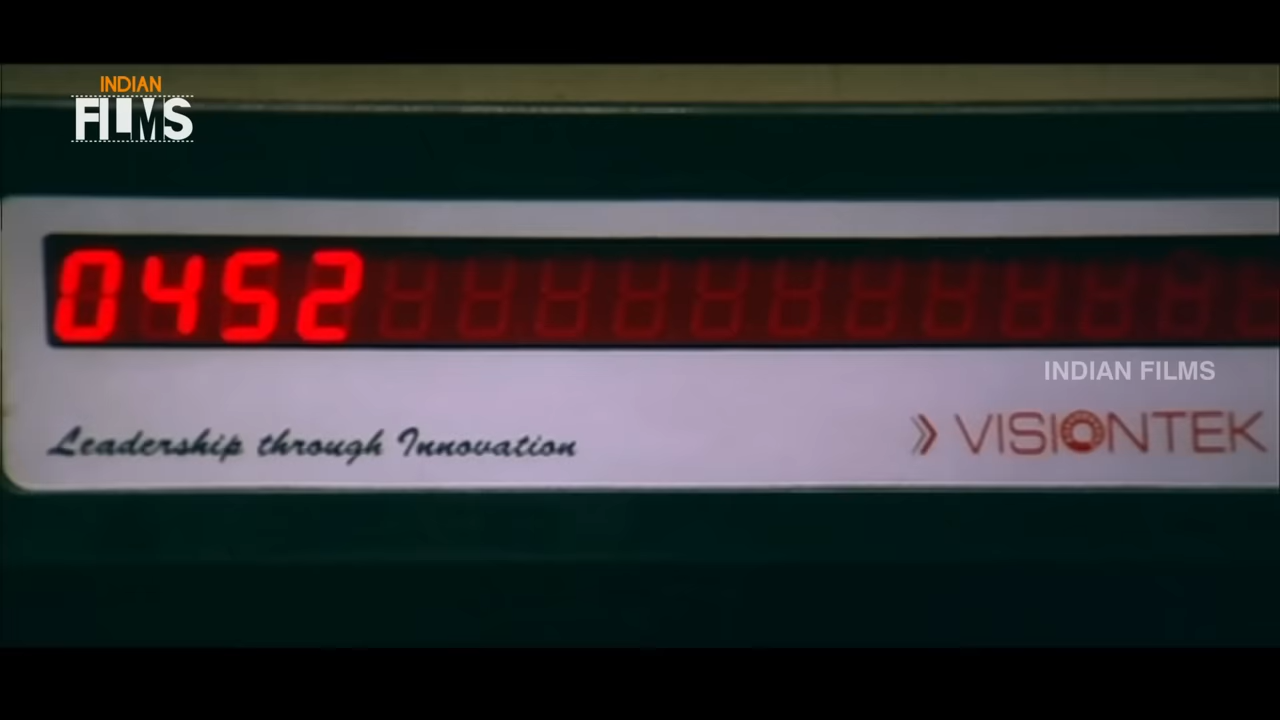 INDIAN
FILMS
0452
INDIAN FILMS
Leadership through Innovation
VISIONTEK